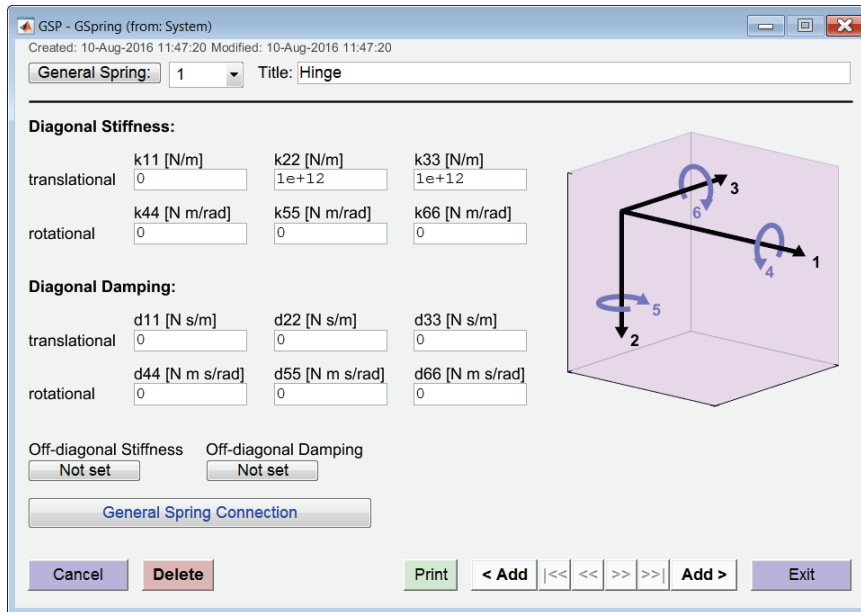 GSP - GSpring (from: System)
Created: 10-Aug-2016 11:47:20 Modified: 10-Aug-2016 11:47:20
General Spring: 1 Title: Hinge
Diagonal Stiffness:
k11 [N/m] k22 [N/m] k33 [N/m]
translational 0 1e+12 1e+12
k44 [N m/rad] k55 [N m/rad] k66 [N m/rad]
rotational 0 0 0
Diagonal Damping:
d11 [N s/m] d22 [N s/m] d33 [N s/m]
translational 0 0 0
d44 [N m s/rad] d55 [N m s/rad] d66 [N m s/rad]
rotational 0 0 0
3
6
1
4
5
2
Off-diagonal Stiffness Off-diagonal Damping
Not set Not set
General Spring Connection
Cancel Delete Print < Add |<< << >> >>| Add > Exit